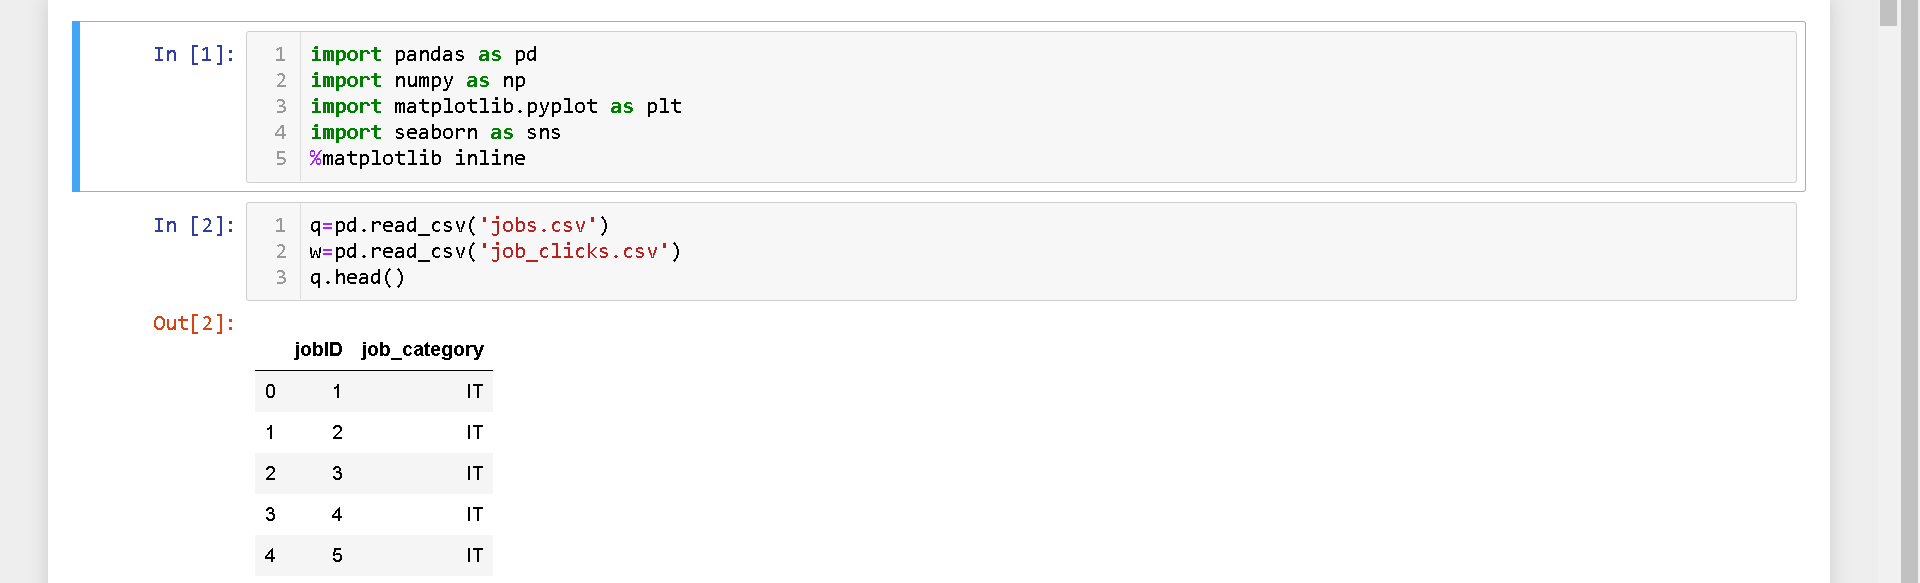 In [1]:
1 import pandas as pd
2 import numpy as np
3 import matplotlib.pyplot as plt
4 import seaborn as sns
5 %matplotlib inline
In [2]:
1 q=pd.read_csv('jobs.csv')
2 w=pd.read_csv('job_clicks.csv')
3 q.head()
Out[2]:
jobID job_category
0 1 IT
1 2 IT
2 3 IT
3 4 IT
4 5 IT